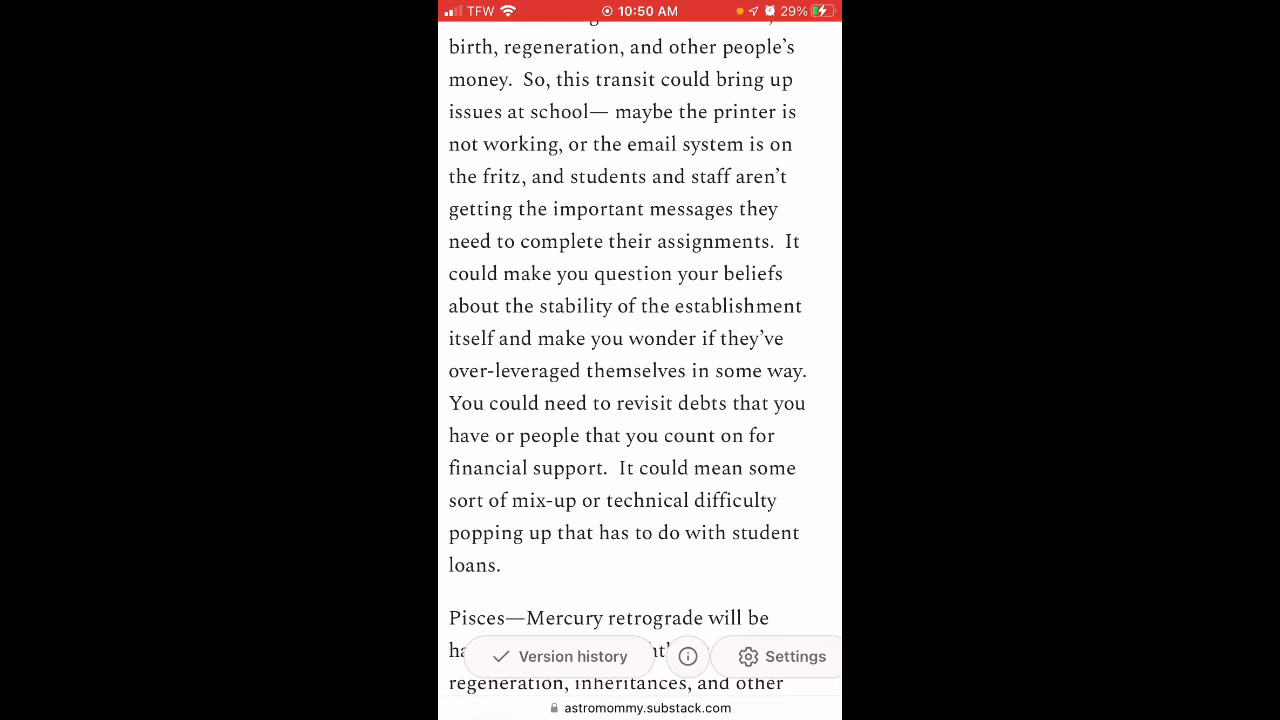 TFW 10:50 AM 29%
birth, regeneration, and other people’s
money.  So, this transit could bring up
issues at school— maybe the printer is
not working, or the email system is on
the fritz, and students and staff aren’t
getting the important messages they
need to complete their assignments.  It
could make you question your beliefs
about the stability of the establishment
itself and make you wonder if they’ve
over-leveraged themselves in some way.
You could need to revisit debts that you
have or people that you count on for
financial support.  It could mean some
sort of mix-up or technical difficulty
popping up that has to do with student
loans.
Pisces—Mercury retrograde will be
Version history Settings
regeneration, inheritances, and other
astromommy.substack.com